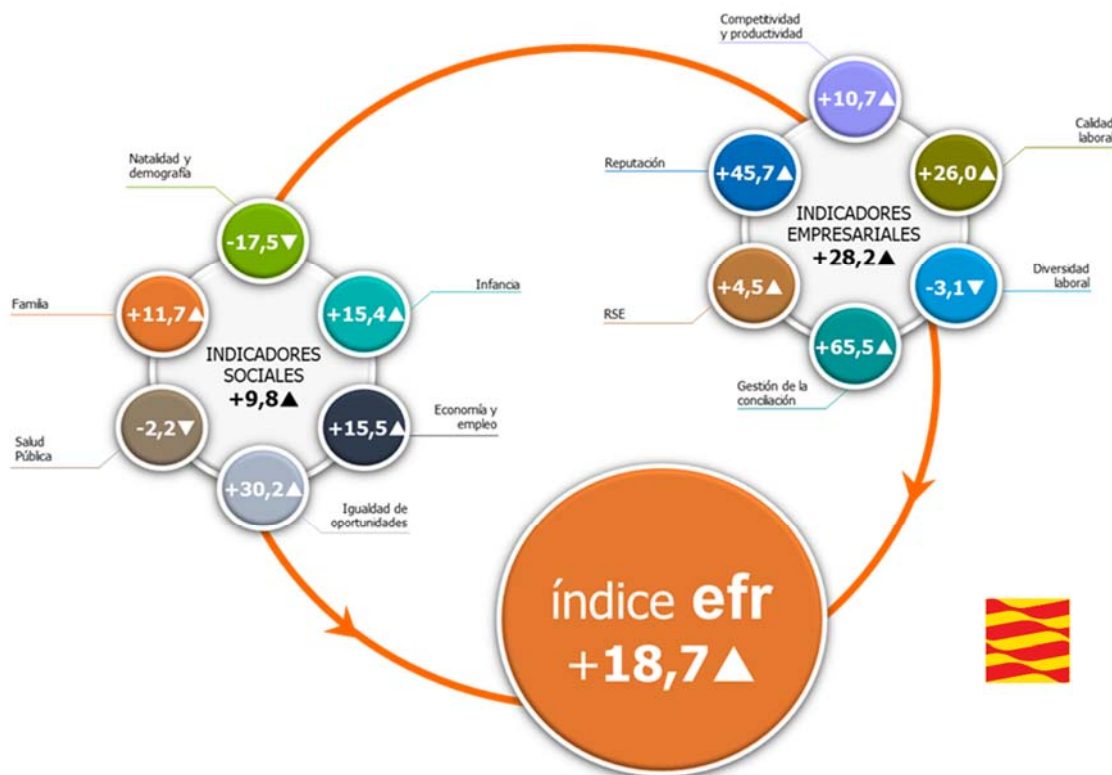 Natalidad y
demografía
-17,5▼
Familia
+11,7▲
Infancia
+15,4▲
INDICADORES
SOCIALES
+9,8▲
Salud
Pública
-2,2▼
Economía y
empleo
+15,5▲
+30,2▲
Igualdad de
oportunidades
Competitividad
y productividad
+10,7▲
Reputación
+45,7▲
Calidad
laboral
+26,0▲
INDICADORES
EMPRESARIALES
+28,2▲
RSE
+4,5▲
Diversidad
laboral
-3,1▼
+65,5▲
Gestión de la
conciliación
índice efr
+18,7▲